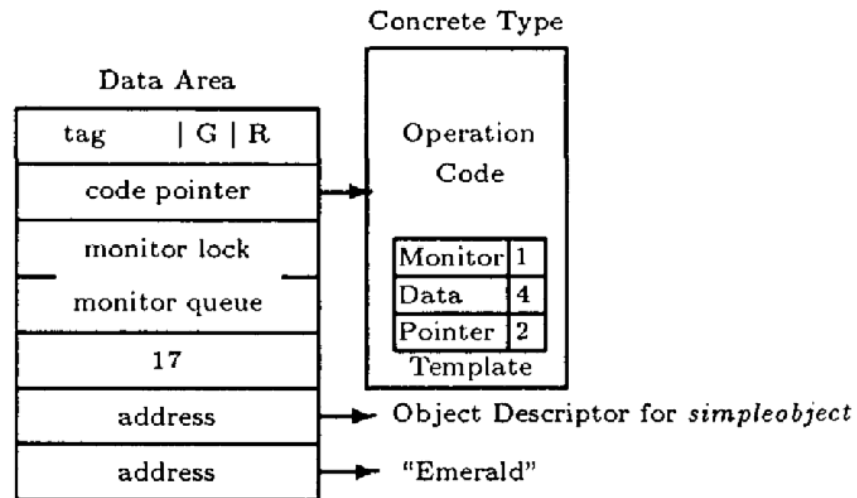 Concrete Type
Data Area
tag | G | R
code pointer
monitor lock
monitor queue
17
address
address
Operation
Code
Monitor 1
Data 4
Pointer 2
Template
Object Descriptor for simpleobject
“Emerald”